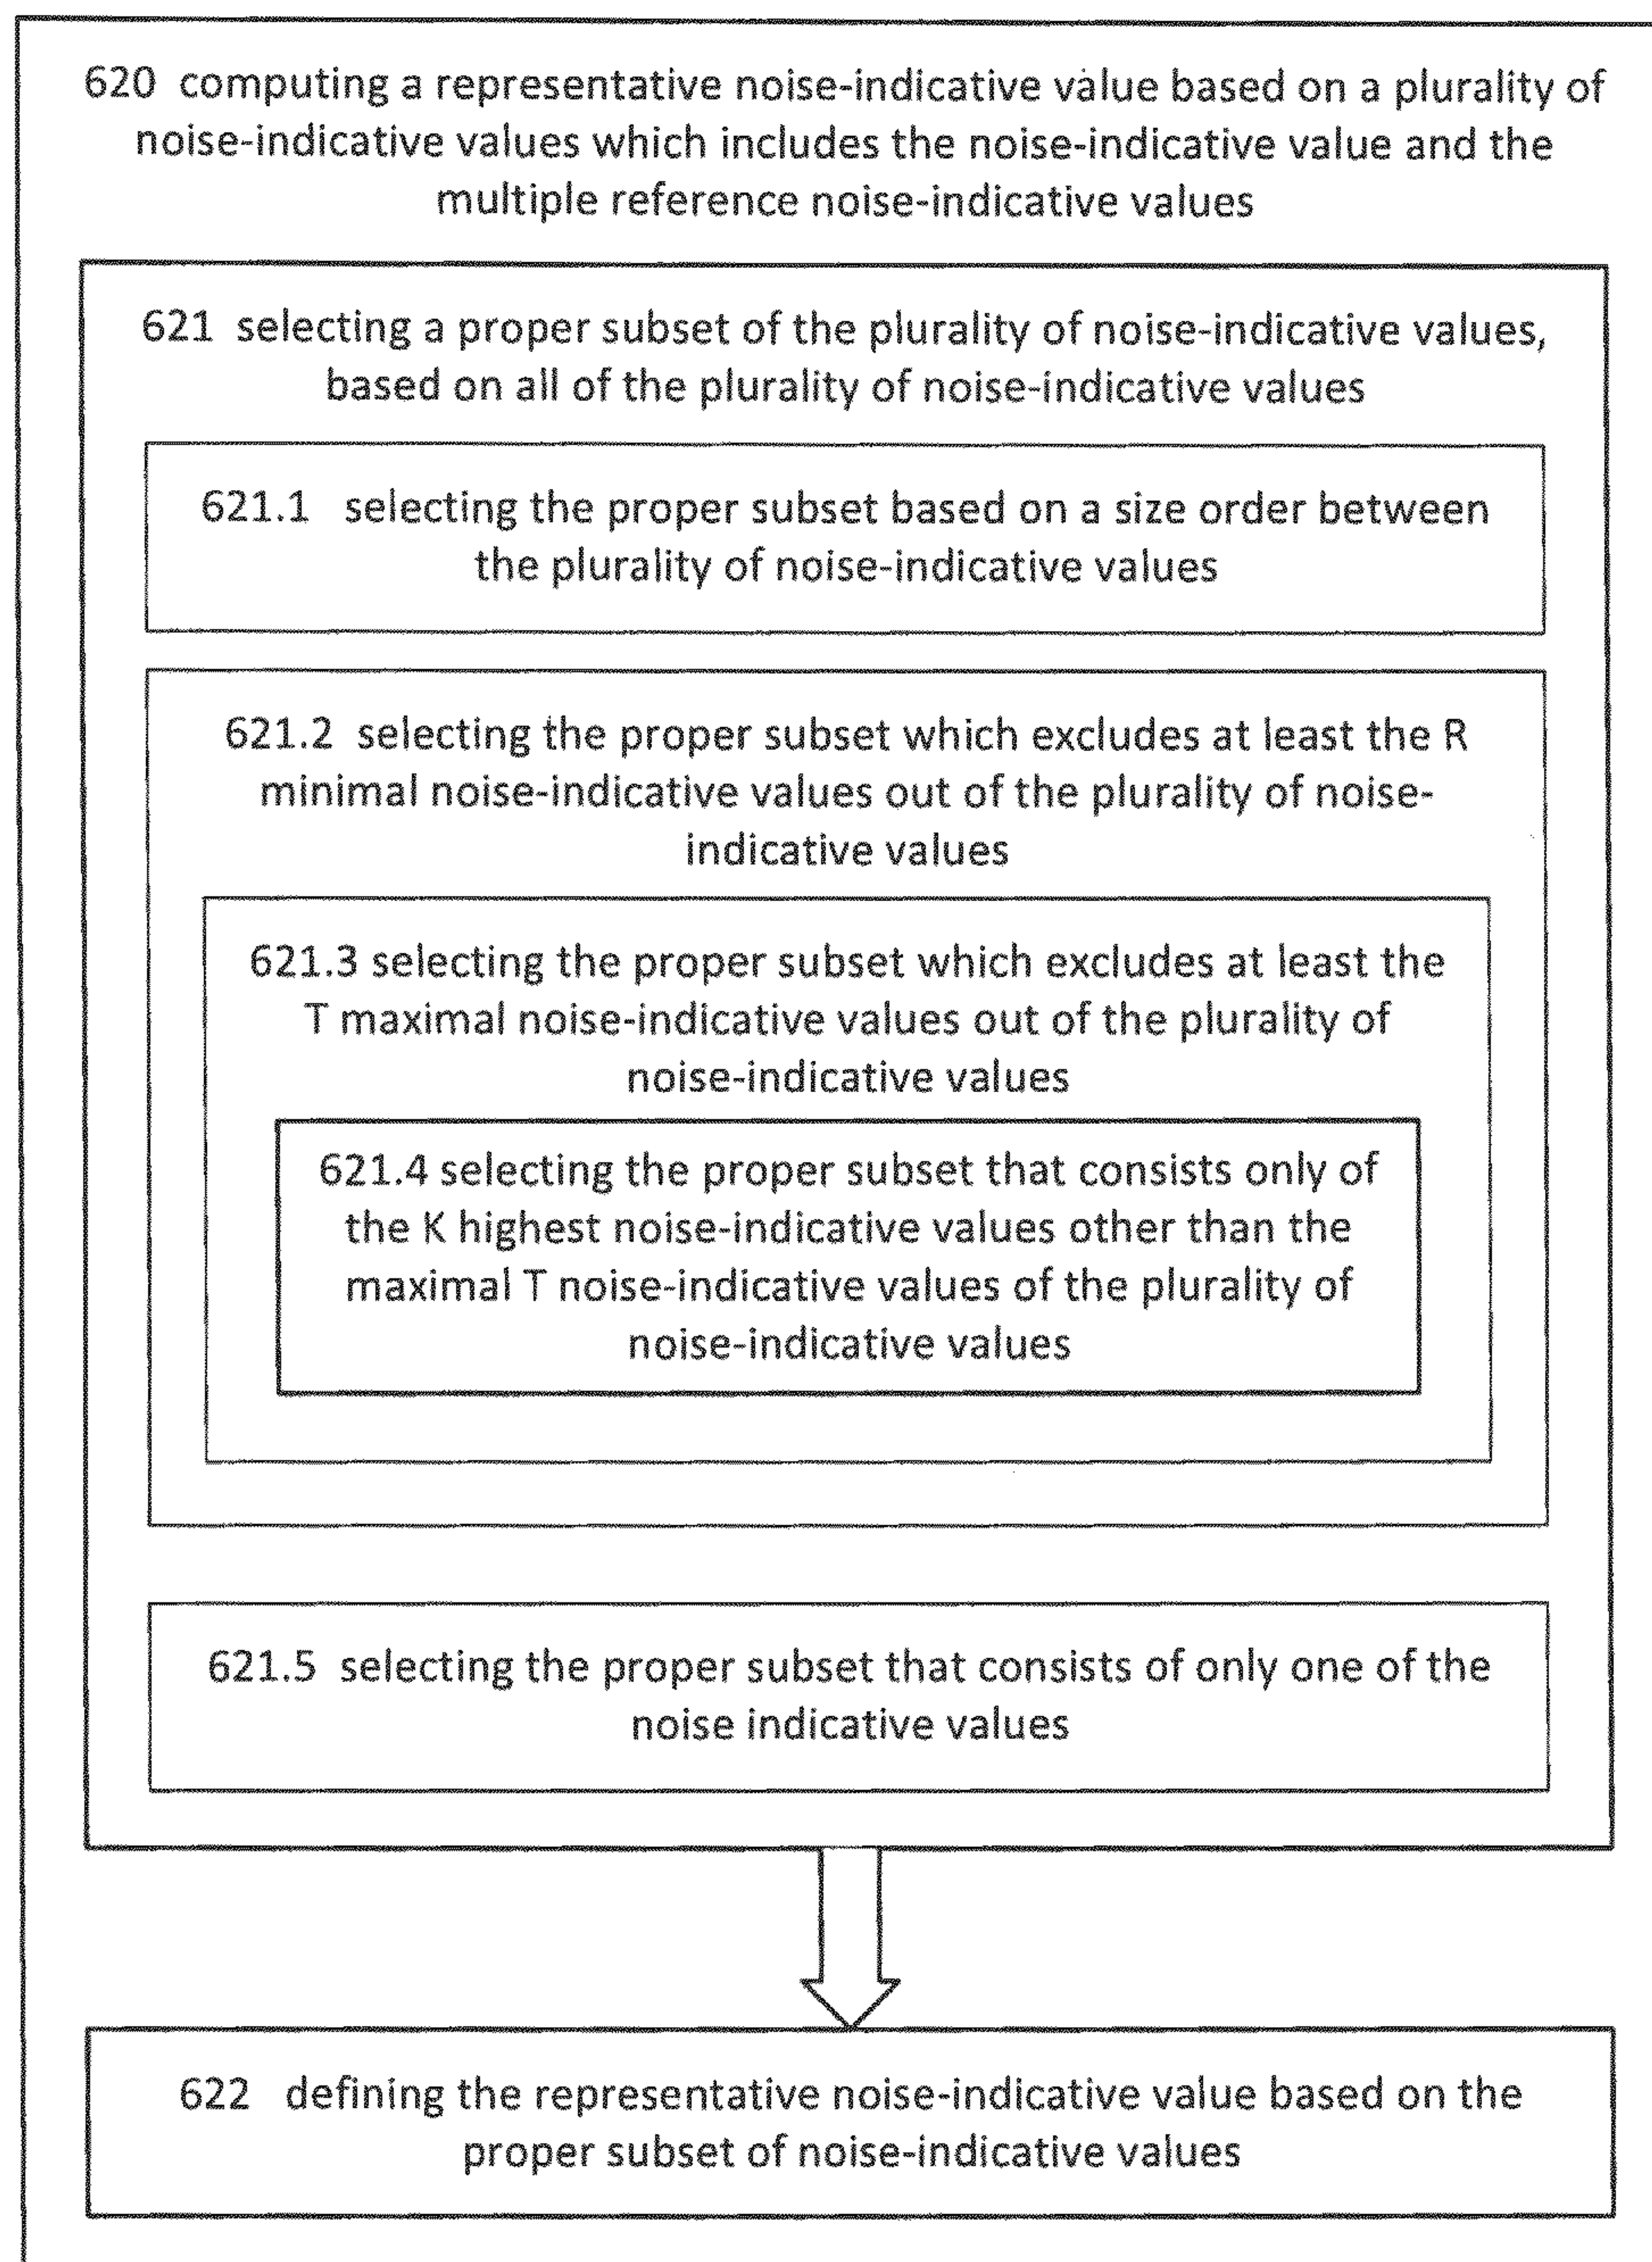 620 computing a representative noise-indicative value based on a plurality of
noise-indicative values which includes the noise-indicative value and the
multiple reference noise-indicative values
621 selecting a proper subset of the plurality of noise-indicative values,
based on all of the plurality of noise-indicative values
621.1 selecting the proper subset based on a size order between
the plurality of noise-indicative values
621.2 selecting the proper subset which excludes at least the R
minimal noise-indicative values out of the plurality of noise-
indicative values
621.3 selecting the proper subset which excludes at least the
T maximal noise-indicative values out of the plurality of
noise-indicative values
621.4 selecting the proper subset that consists only of
the K highest noise-indicative values other than the
maximal T noise-indicative values of the plurality of
noise-indicative values
621.5 selecting the proper subset that consists of only one of the
noise indicative values
622 defining the representative noise-indicative value based on the
proper subset of noise-indicative values